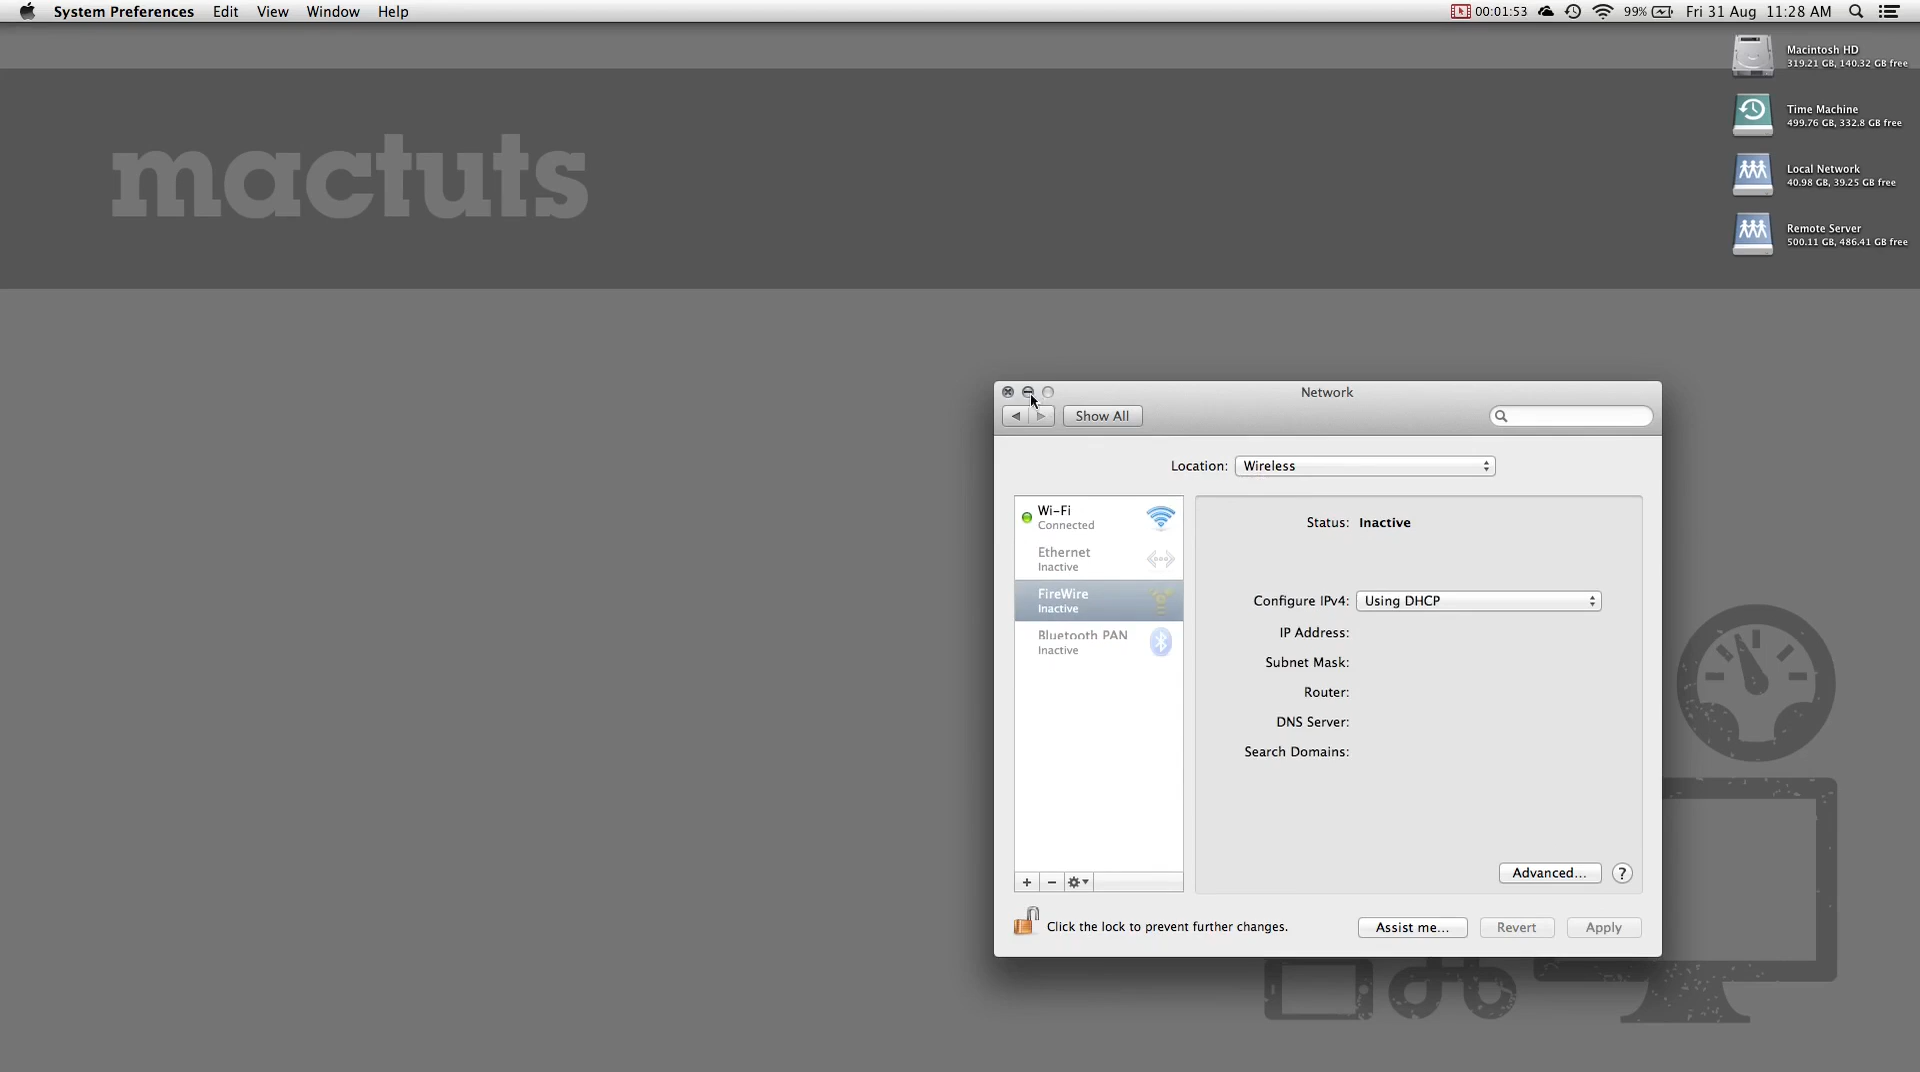 System Preferences Edit View Window Help
00:01:53 99% Fri 31 Aug 11:28 AM
Macintosh HD
319.21 GB, 140.32 GB free
Time Machine
499.76 GB, 332.8 GB free
Local Network
40.98 GB, 39.25 GB free
Remote Server
500.11 GB, 486.41 GB free
mactuts
Network
Show All
Location: Wireless
Wi-Fi
Connected
Ethernet
Inactive
FireWire
Inactive
Bluetooth PAN
Inactive
Status: Inactive
Configure IPv4: Using DHCP
IP Address:
Subnet Mask:
Router:
DNS Server:
Search Domains:
Advanced... ?
Click the lock to prevent further changes.
Assist me... Revert Apply